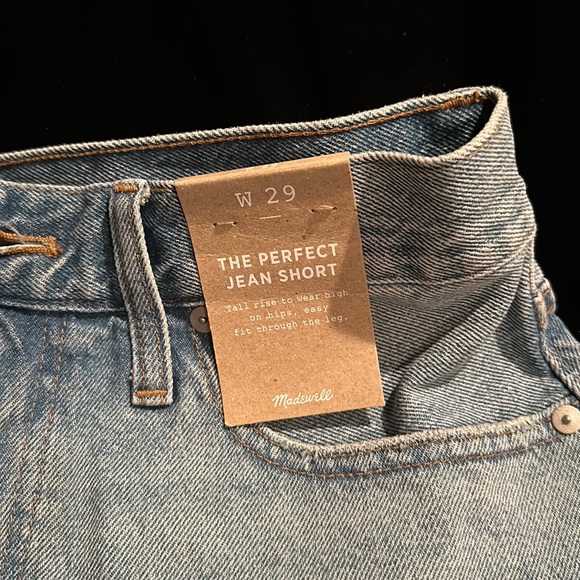 W 29
THE PERFECT
JEAN SHORT
Tall rise to wear high
on hips, easy
fit through the leg.
Madewell